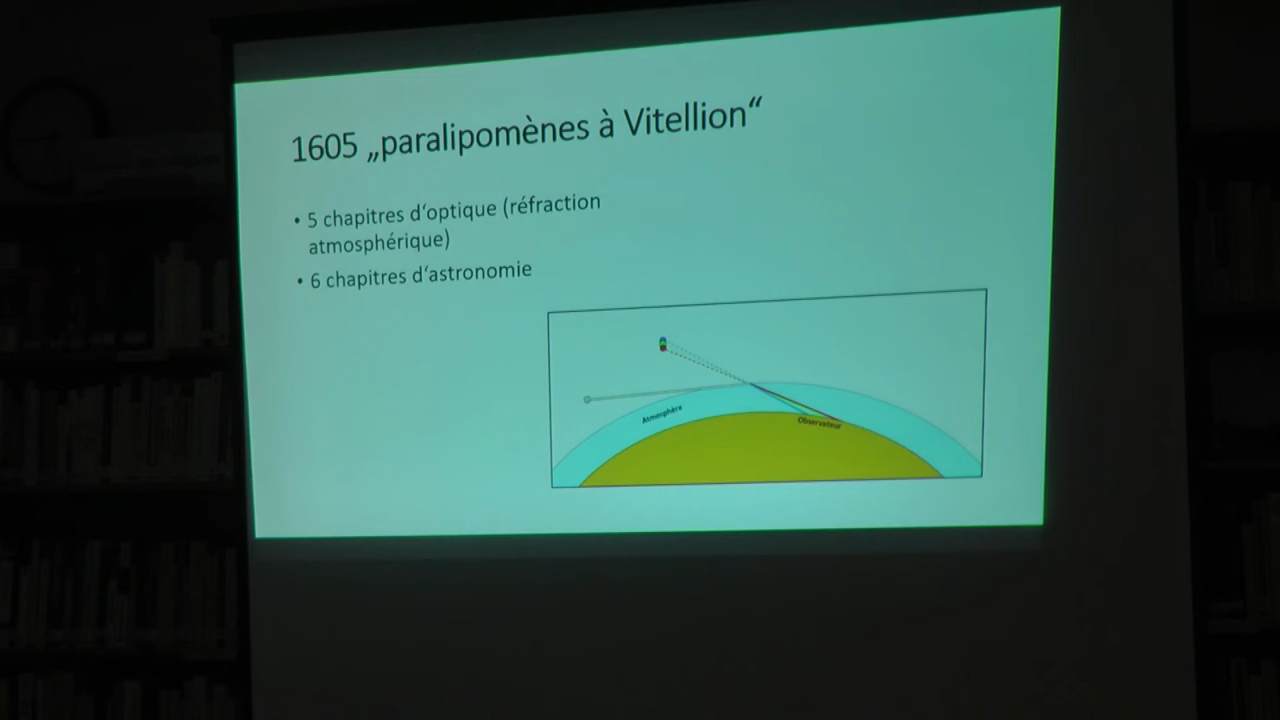 1605 „paralipomènes à Vitellion“
• 5 chapitres d‘optique (réfraction
atmosphérique)
• 6 chapitres d‘astronomie
Atmosphère
Observateur